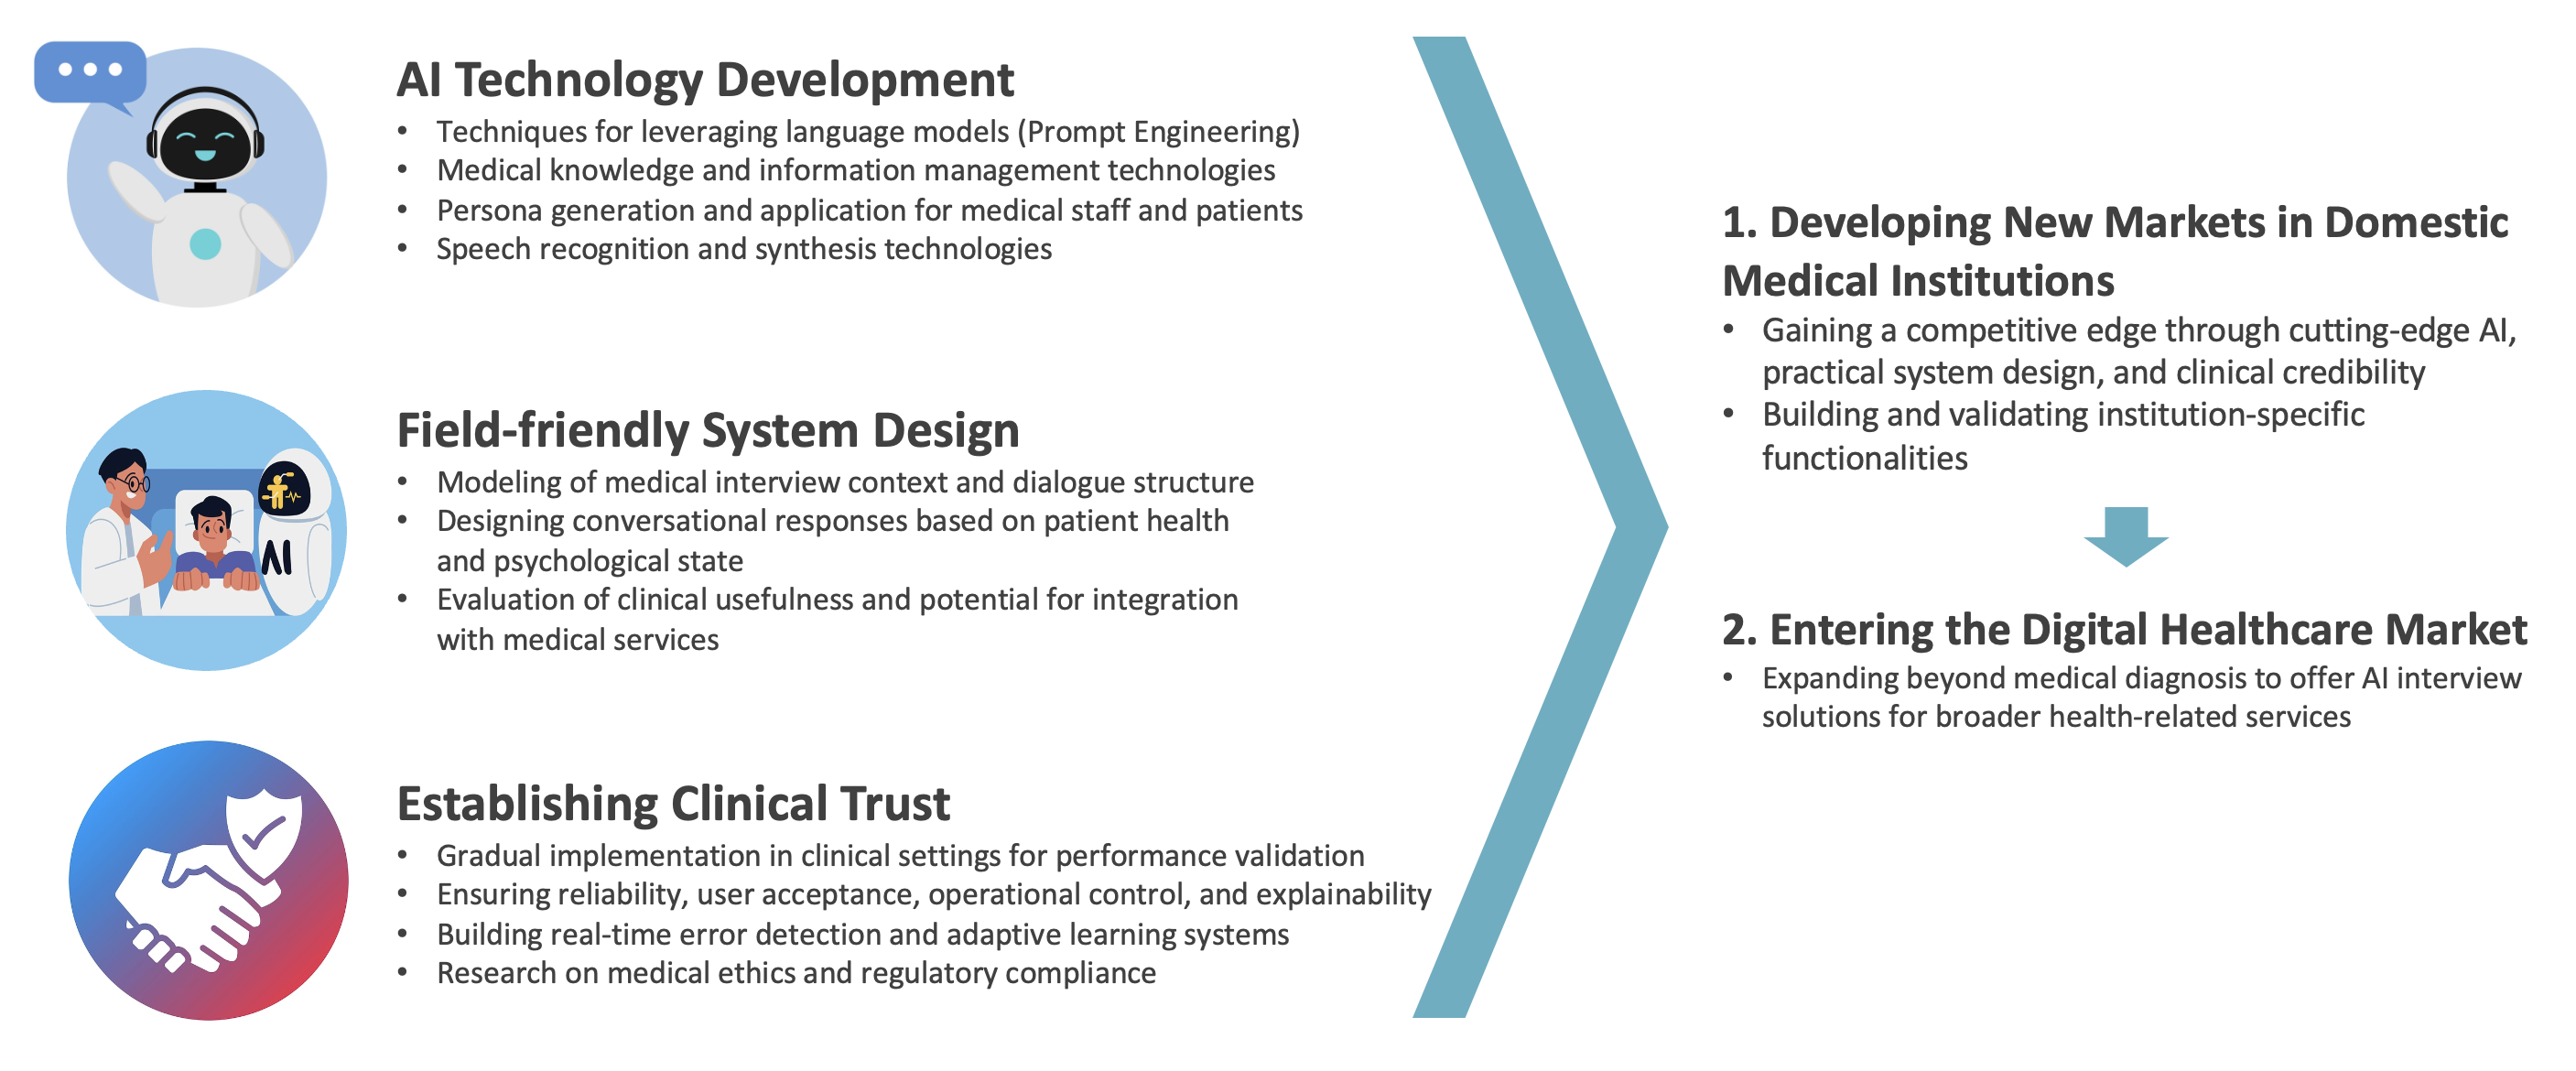 AI Technology Development
• Techniques for leveraging language models (Prompt Engineering)
• Medical knowledge and information management technologies
• Persona generation and application for medical staff and patients
• Speech recognition and synthesis technologies
Field-friendly System Design
• Modeling of medical interview context and dialogue structure
• Designing conversational responses based on patient health
and psychological state
• Evaluation of clinical usefulness and potential for integration
with medical services
AI
Establishing Clinical Trust
• Gradual implementation in clinical settings for performance validation
• Ensuring reliability, user acceptance, operational control, and explainability
• Building real-time error detection and adaptive learning systems
• Research on medical ethics and regulatory compliance
1. Developing New Markets in Domestic
Medical Institutions
• Gaining a competitive edge through cutting-edge AI,
practical system design, and clinical credibility
• Building and validating institution-specific
functionalities
2. Entering the Digital Healthcare Market
• Expanding beyond medical diagnosis to offer AI interview
solutions for broader health-related services